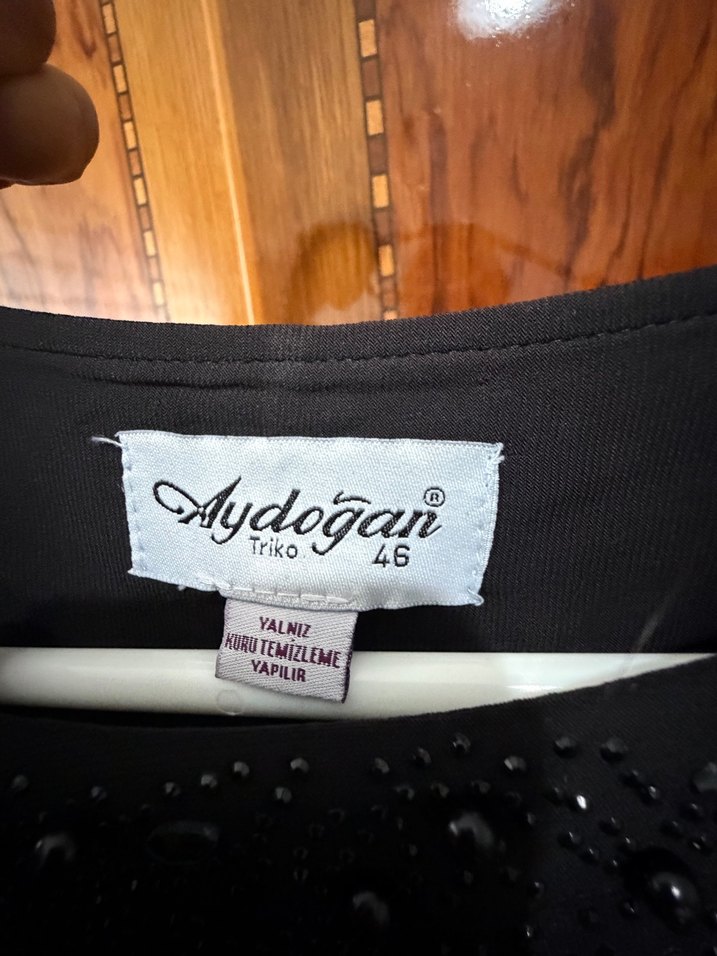 Aydoğan ®
Triko 46
YALNIZ
KURU TEMİZLEME
YAPILIR